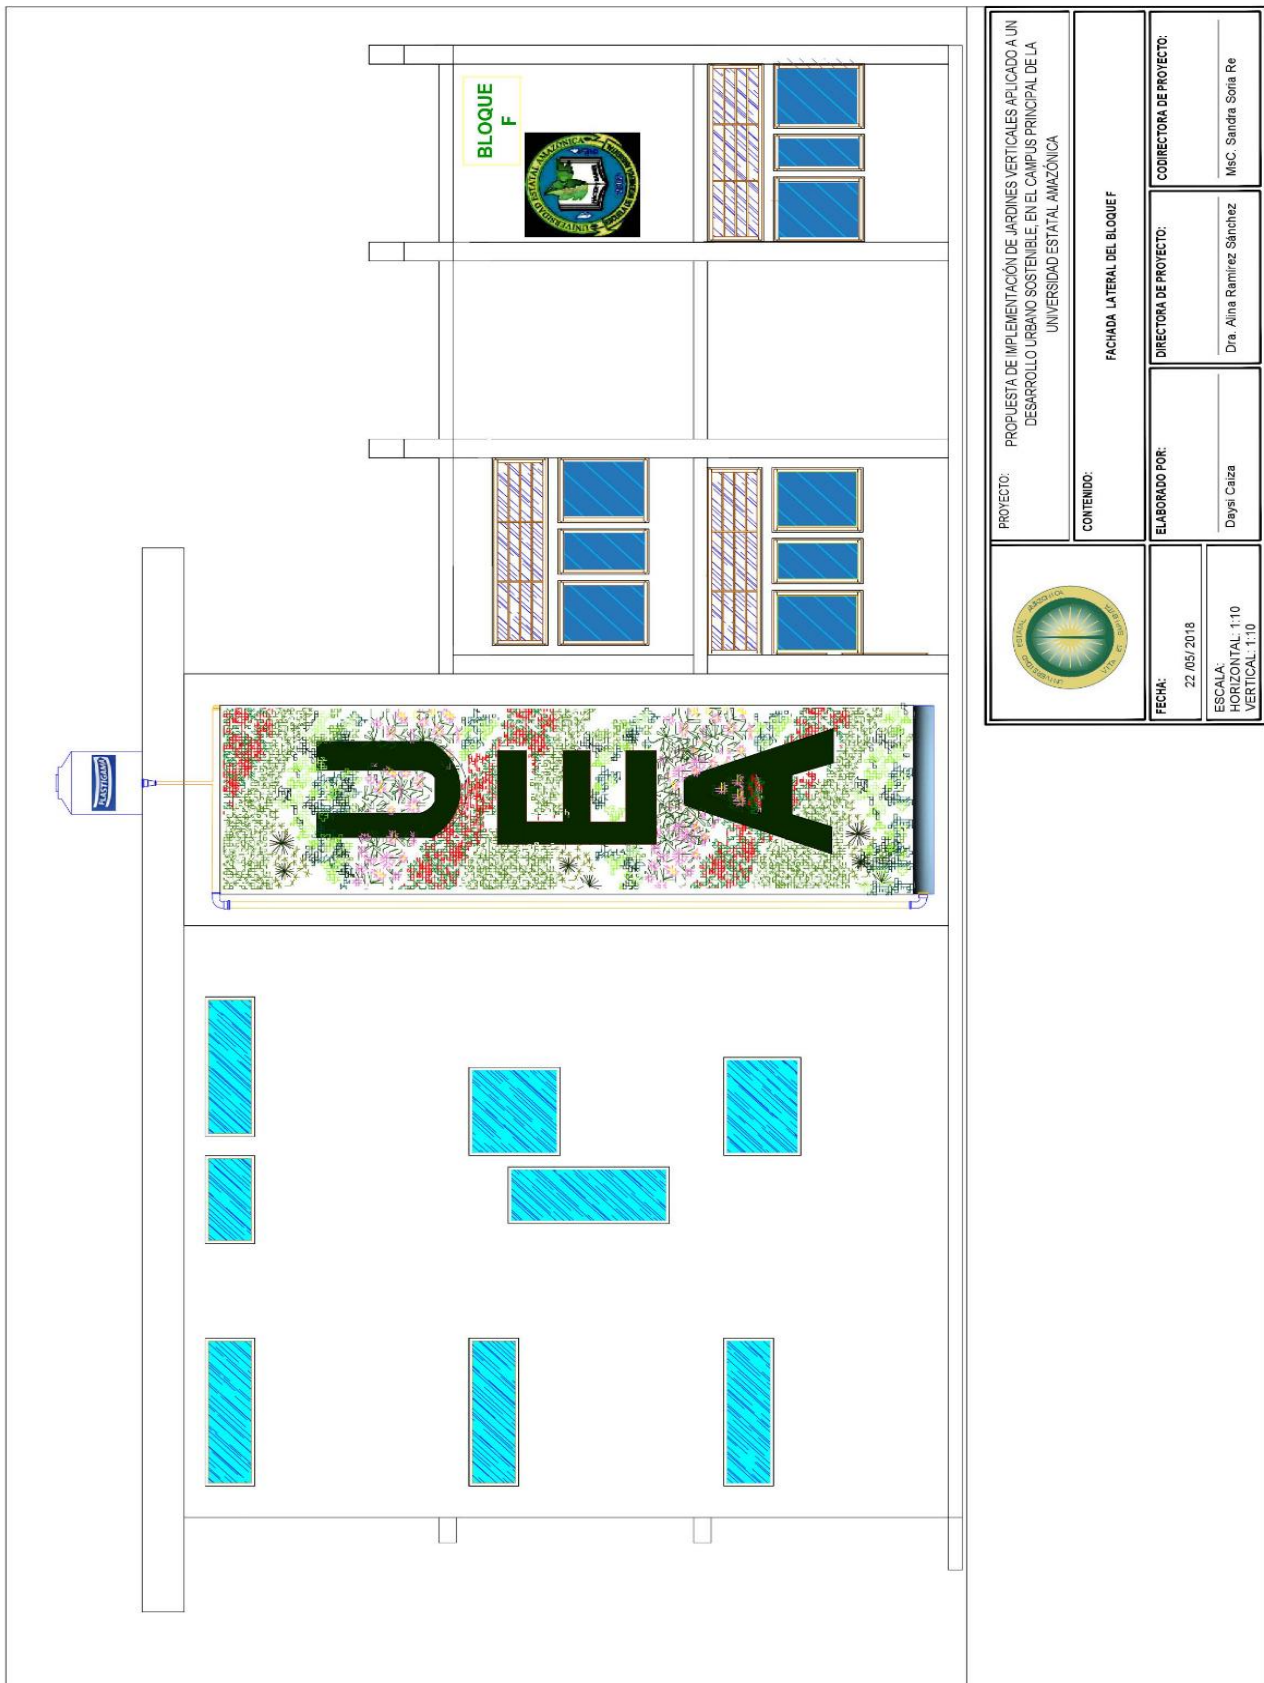 PLASTIGAMA
UEA
BLOQUE
F
UNIVERSIDAD ESTATAL AMAZÓNICA
PROYECTO:
PROPUESTA DE IMPLEMENTACIÓN DE JARDINES VERTICALES APLICADO A UN
DESARROLLO URBANO SOSTENIBLE, EN EL CAMPUS PRINCIPAL DE LA
UNIVERSIDAD ESTATAL AMAZÓNICA
CONTENIDO:
FACHADA LATERAL DEL BLOQUE F
FECHA:
22 /05/ 2018
ESCALA:
HORIZONTAL: 1:10
VERTICAL: 1:10
ELABORADO POR:
Daysi Caiza
DIRECTORA DE PROYECTO:
Dra. Alina Ramírez Sánchez
CODIRECTORA DE PROYECTO:
MsC. Sandra Soria Re